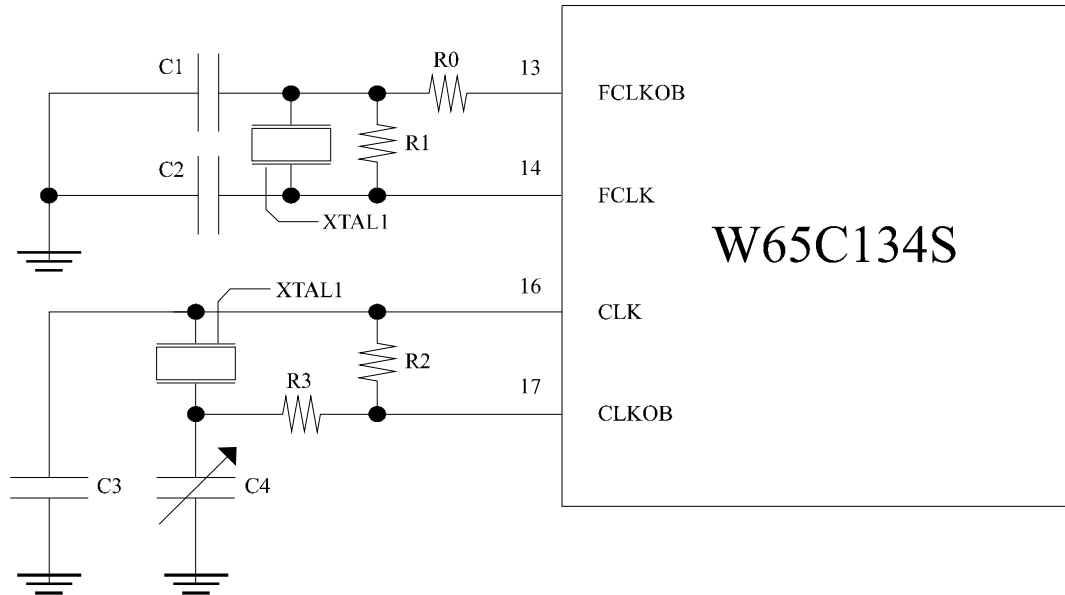 C1
R0
13
FCLKOB
R1
C2
14
FCLK
XTAL1
W65C134S
XTAL1
16
CLK
R2
R3
17
CLKOB
C3
C4